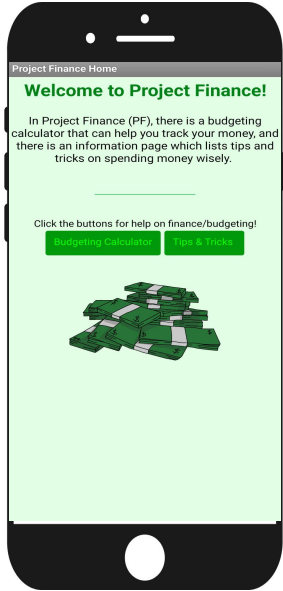 Project Finance Home
Welcome to Project Finance!
In Project Finance (PF), there is a budgeting
calculator that can help you track your money, and
there is an information page which lists tips and
tricks on spending money wisely.
Click the buttons for help on finance/budgeting!
Budgeting Calculator Tips & Tricks